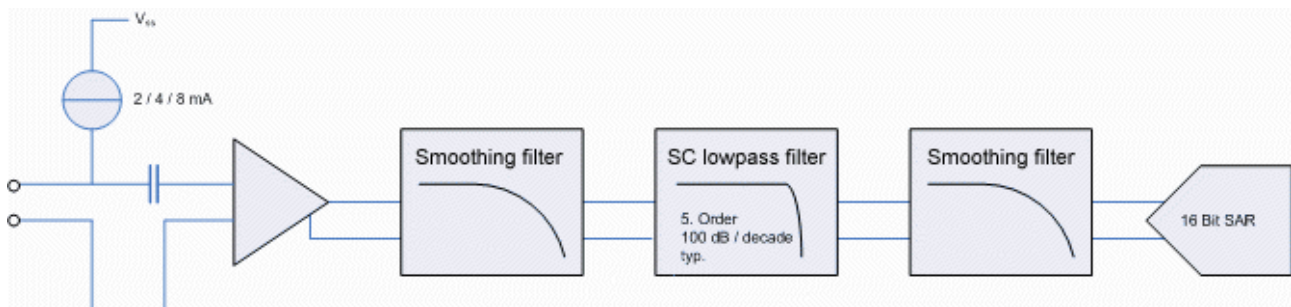 Vss
2 / 4 / 8 mA
Smoothing filter
SC lowpass filter
5. Order
100 dB / decade
typ.
Smoothing filter
16 Bit SAR